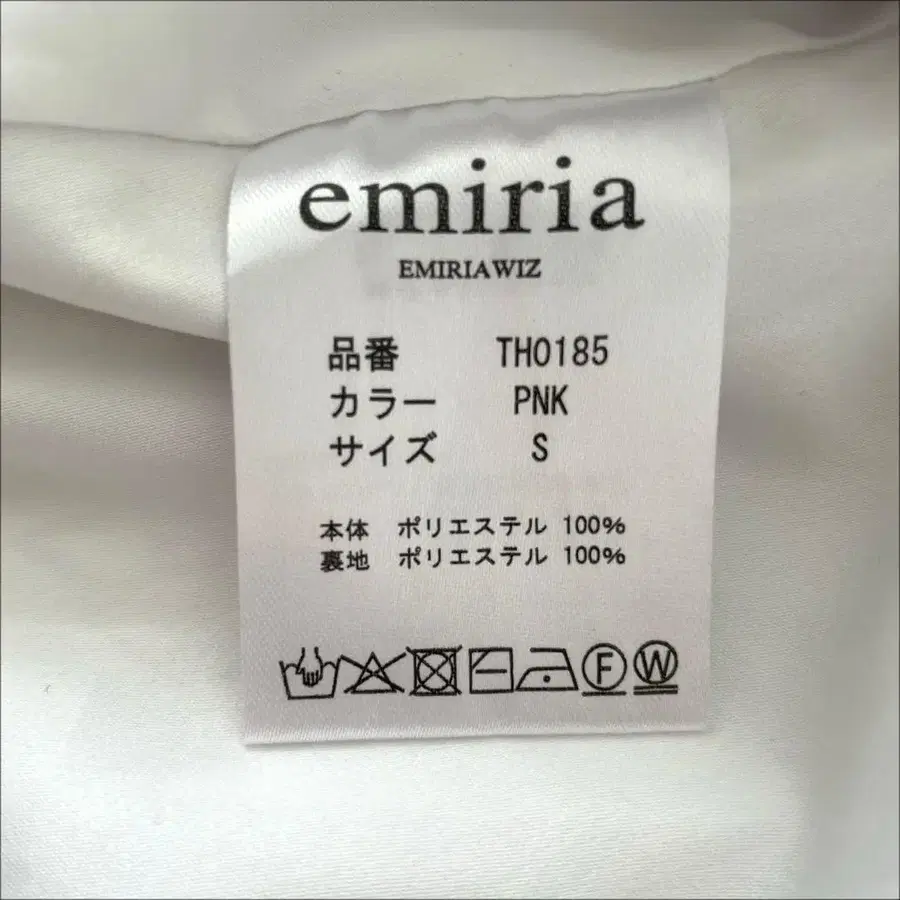 emiria
EMIRIAWIZ
品番 TH0185
カラー PNK
サイズ S
本体 ポリエステル 100%
裏地 ポリエステル 100%
F W